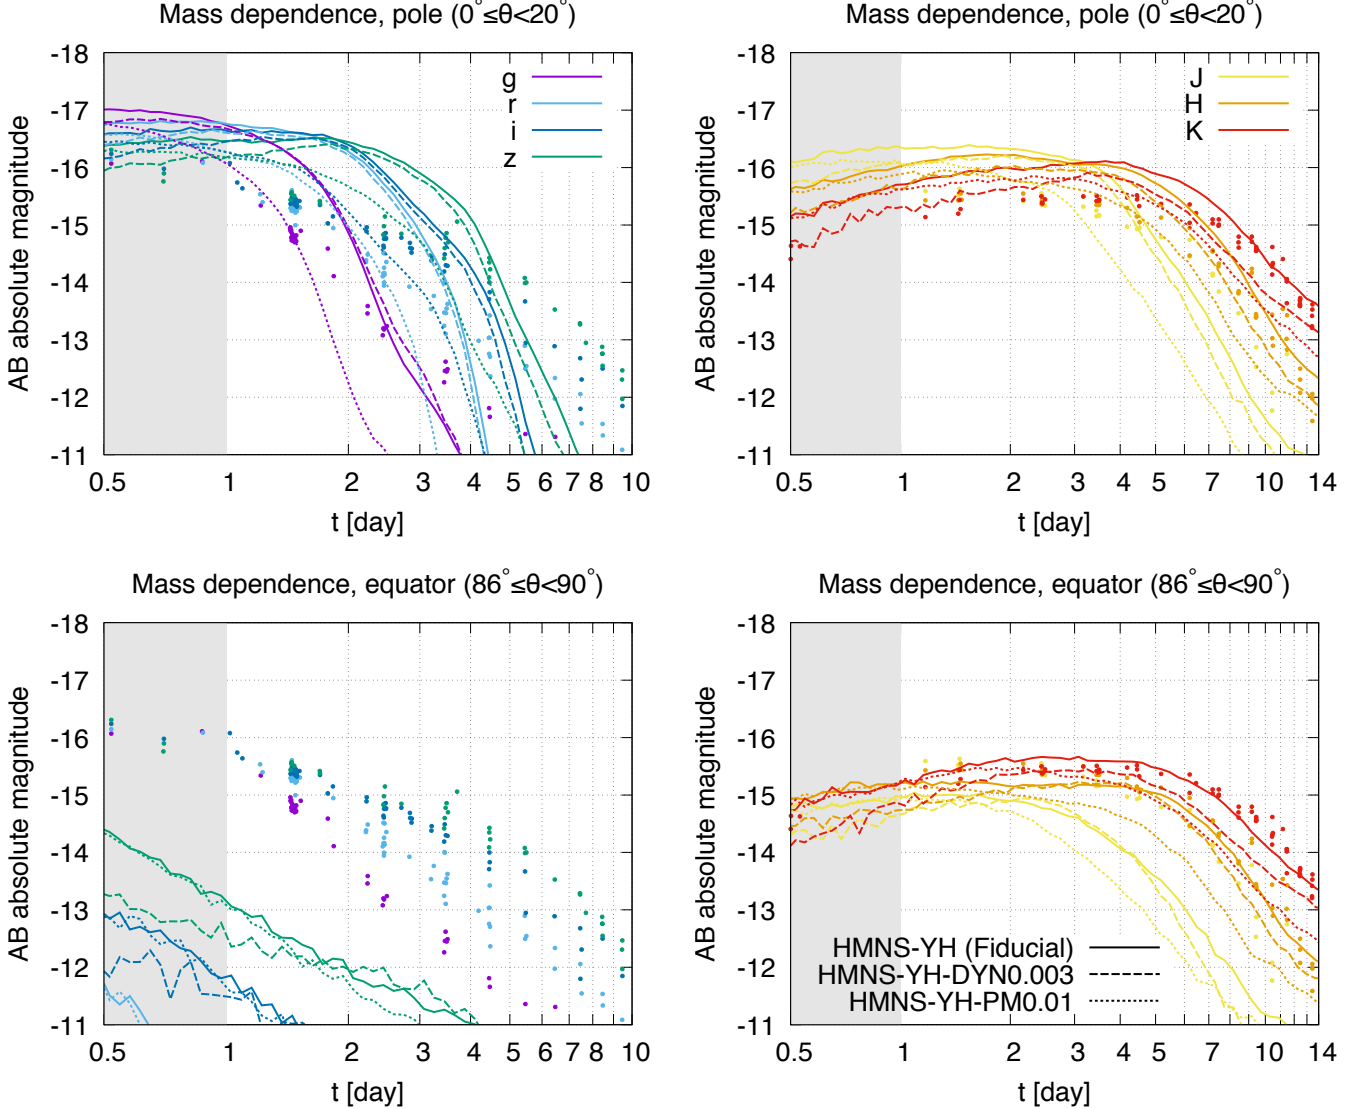 Mass dependence, pole (0°≤θ<20°)
AB absolute magnitude
-18
-17
-16
-15
-14
-13
-12
-11
g
r
i
z
0.5 1 2 3 4 5 6 7 8 10
t [day]
Mass dependence, pole (0°≤θ<20°)
AB absolute magnitude
-18
-17
-16
-15
-14
-13
-12
-11
J
H
K
0.5 1 2 3 4 5 7 10 14
t [day]
Mass dependence, equator (86°≤θ<90°)
AB absolute magnitude
-18
-17
-16
-15
-14
-13
-12
-11
0.5 1 2 3 4 5 6 7 8 10
t [day]
Mass dependence, equator (86°≤θ<90°)
AB absolute magnitude
-18
-17
-16
-15
-14
-13
-12
-11
HMNS-YH (Fiducial)
HMNS-YH-DYN0.003
HMNS-YH-PM0.01
0.5 1 2 3 4 5 7 10 14
t [day]